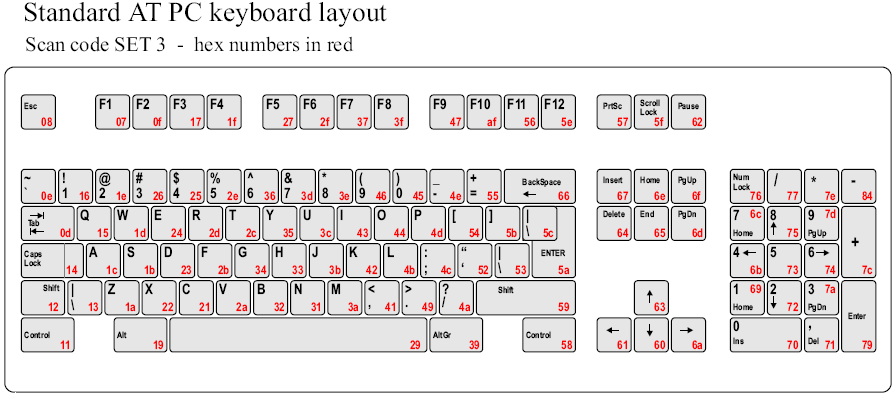 Standard AT PC keyboard layout
Scan code SET 3 - hex numbers in red
Esc 08 F1 07 F2 0f F3 17 F4 1f F5 27 F6 2f F7 37 F8 3f F9 47 F10 af F11 56 F12 5e PrtSc 57 Scroll Lock 5f Pause 62
~ ` 0e ! 1 16 @ 2 1e # 3 26 $ 4 25 % 5 2e ^ 6 36 & 7 3d * 8 3e ( 9 46 ) 0 45 _ - 4e + = 55 BackSpace ← 66 Insert 67 Home 6e PgUp 6f Num Lock 76 / 77 * 7e - 84
Tab 0d Q 15 W 1d E 24 R 2d T 2c Y 35 U 3c I 43 O 44 P 4d [ 54 ] 5b | \ 5c Delete 64 End 65 PgDn 6d 7 6c Home 8 ↑ 75 9 7d PgUp + 7c
Caps Lock 14 A 1c S 1b D 23 F 2b G 34 H 33 J 3b K 42 L 4b : ; 4c “ ‘ 52 | \ 53 ENTER 5a 4 ← 6b 5 73 6 → 74
Shift 12 | \ 13 Z 1a X 22 C 21 V 2a B 32 N 31 M 3a < , 41 > . 49 ? / 4a Shift 59 ↑ 63 1 69 Home 2 ↓ 72 3 7a PgDn Enter 79
Control 11 Alt 19 29 AltGr 39 Control 58 ← 61 ↓ 60 → 6a 0 Ins 70 , Del 71